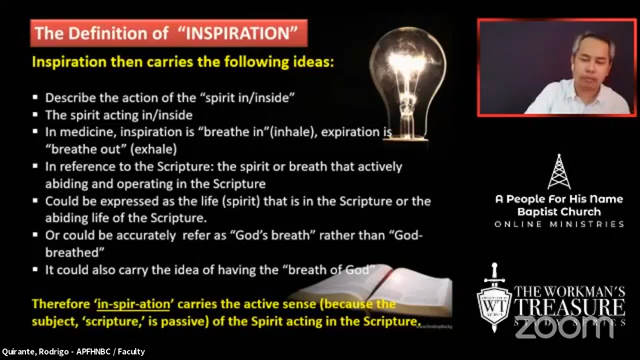 The Definition of "INSPIRATION"
Inspiration then carries the following ideas:
▪ Describe the action of the "spirit in/inside"
▪ The spirit acting in/inside
▪ In medicine, inspiration is "breathe in"(inhale), expiration is
"breathe out" (exhale)
▪ In reference to the Scripture: the spirit or breath that actively
abiding and operating in the Scripture
▪ Could be expressed as the life (spirit) that is in the Scripture or the
abiding life of the Scripture.
▪ Or could be accurately refer as "God's breath" rather than "God-
breathed"
▪ It could also carry the idea of having the "breath of God"
Therefore 'in-spir-ation' carries the active sense (because the
subject, 'scripture,' is passive) of the Spirit acting in the Scripture.
A People For His Name
Baptist Church
ONLINE MINISTRIES
WT
THE WORKMAN'S
TREASURE
zoom
Quirante, Rodrigo - APFHNBC / Faculty